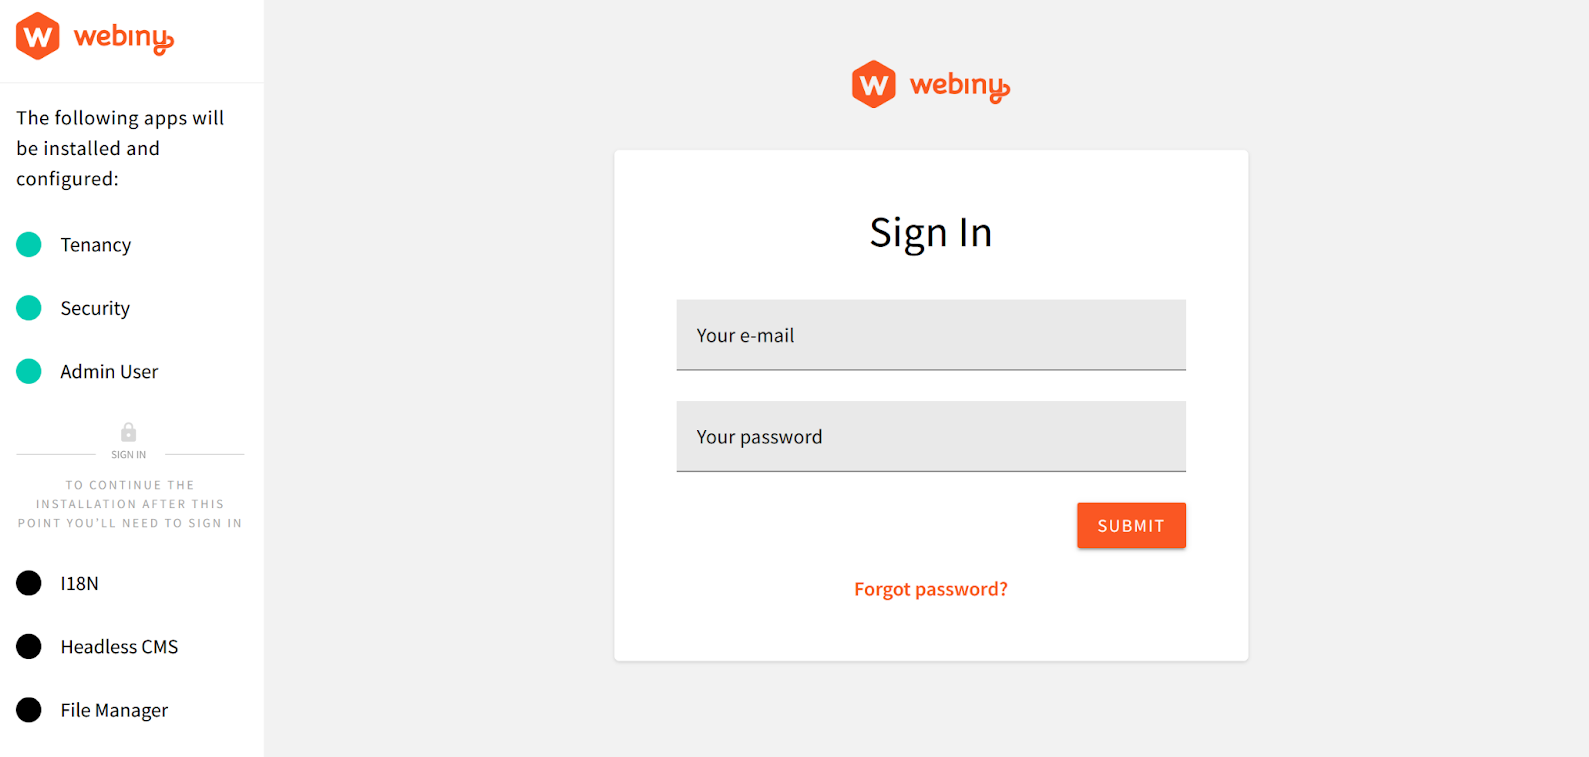 W webiny
The following apps will
be installed and
configured:
Tenancy
Security
Admin User
SIGN IN
TO CONTINUE THE
INSTALLATION AFTER THIS
POINT YOU'LL NEED TO SIGN IN
I18N
Headless CMS
File Manager
W webiny
Sign In
Your e-mail
Your password
SUBMIT
Forgot password?